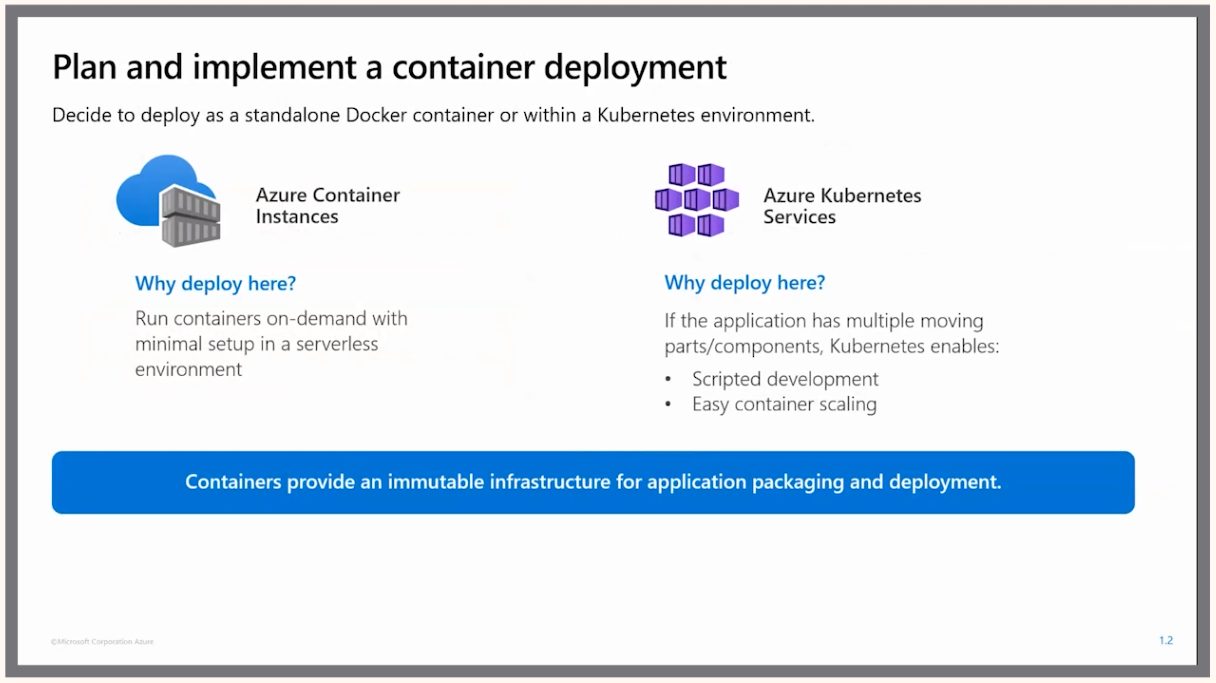 Plan and implement a container deployment
Decide to deploy as a standalone Docker container or within a Kubernetes environment.
Azure Container
Instances
Why deploy here?
Run containers on-demand with
minimal setup in a serverless
environment
Azure Kubernetes
Services
Why deploy here?
If the application has multiple moving
parts/components, Kubernetes enables:
• Scripted development
• Easy container scaling
Containers provide an immutable infrastructure for application packaging and deployment.
©Microsoft Corporation Azure
1.2